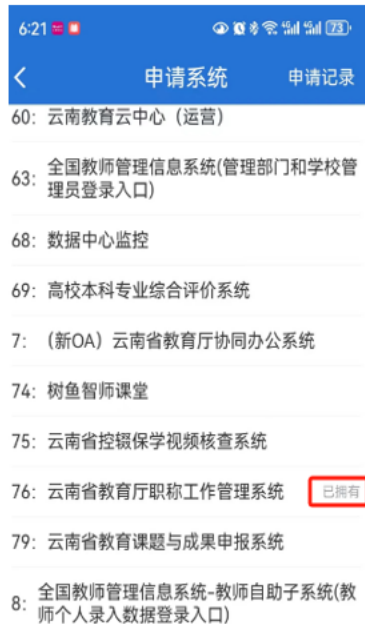 6:21 73
申请系统 申请记录
60: 云南教育云中心（运营）
63: 全国教师管理信息系统(管理部门和学校管
理员登录入口)
68: 数据中心监控
69: 高校本科专业综合评价系统
7: （新OA）云南省教育厅协同办公系统
74: 树鱼智师课堂
75: 云南省控辍保学视频核查系统
76: 云南省教育厅职称工作管理系统 已拥有
79: 云南省教育课题与成果申报系统
8: 全国教师管理信息系统-教师自助子系统(教
师个人录入数据登录入口)